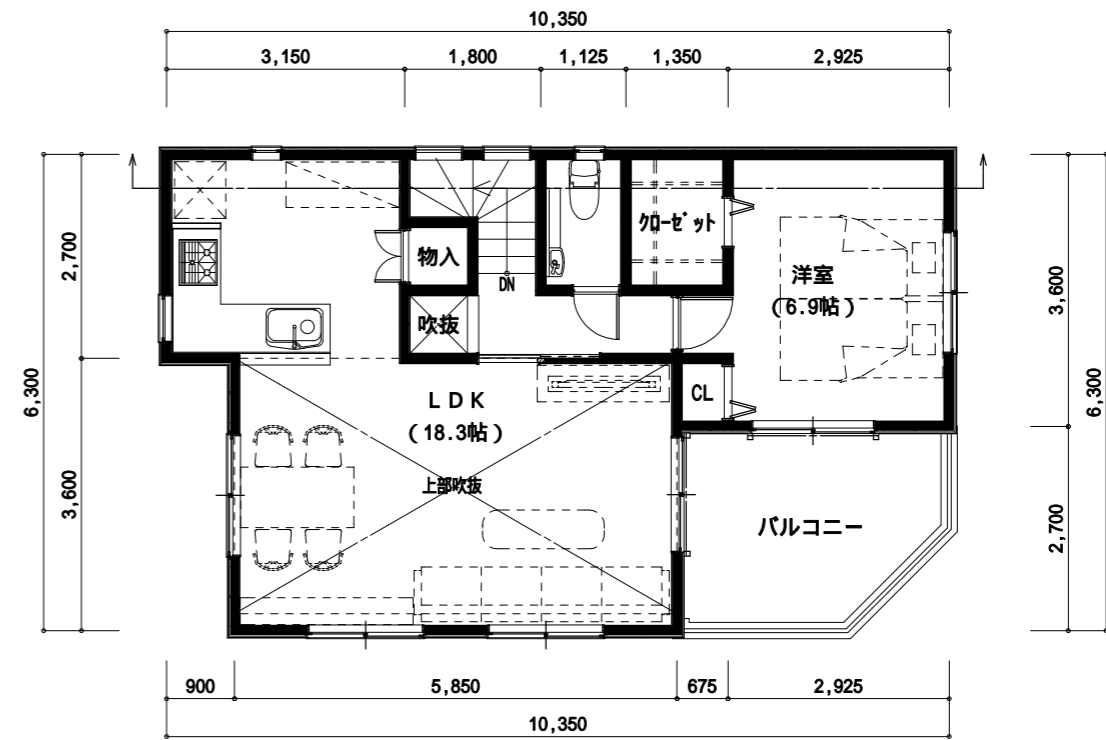 10,350
3,150 1,800 1,125 1,350 2,925
6,300
2,700
3,600
3,600
2,700
6,300
クローゼット
物入
DN
吹抜
洋室
(6.9帖)
CL
LDK
(18.3帖)
上部吹抜
バルコニー
900 5,850 675 2,925
10,350